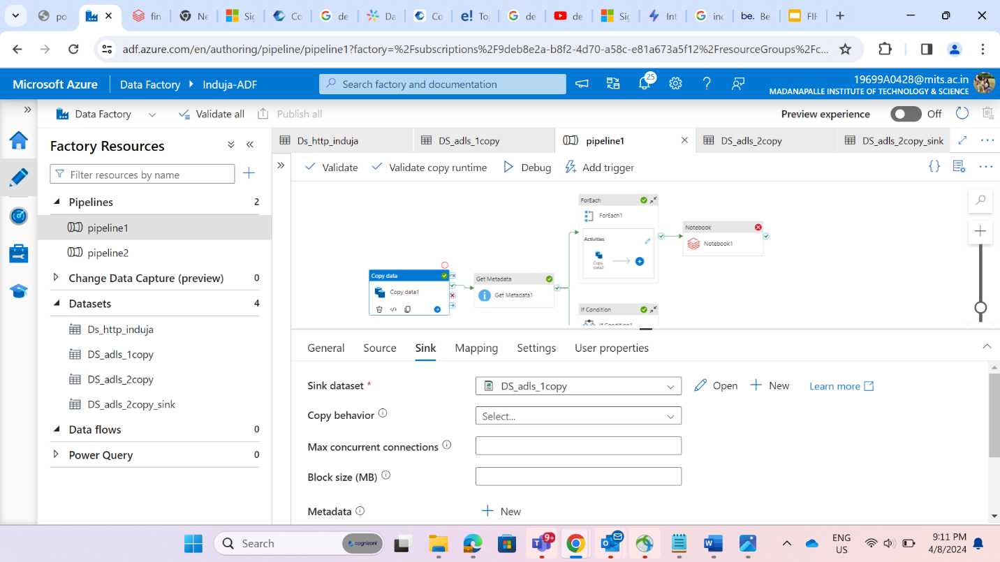 po
fin
Ne
Sig
Co
de
Da
Co
Top
de
de
Sig
Int
inc
be. Be
FIF
adf.azure.com/en/authoring/pipeline/pipeline1?factory=%2Fsubscriptions%2F9deb8e2a-b8f2-4d70-a58c-e81a673a5f12%2FresourceGroups%2Fc...
Microsoft Azure
Data Factory
Induja-ADF
Search factory and documentation
25
19699A0428@mits.ac.in
MADANAPALLE INSTITUTE OF TECHNOLOGY & SCIENCE
Data Factory
Validate all
Publish all
Preview experience
Off
Factory Resources
Filter resources by name
Pipelines 2
pipeline1
pipeline2
Change Data Capture (preview) 0
Datasets 4
Ds_http_induja
DS_adls_1copy
DS_adls_2copy
DS_adls_2copy_sink
Data flows 0
Power Query 0
Ds_http_induja
DS_adls_1copy
pipeline1
DS_adls_2copy
DS_adls_2copy_sink
Validate
Validate copy runtime
Debug
Add trigger
{}
ForEach
ForEach1
Activities
Copy data2
Notebook
Notebook1
Copy data
Copy data1
Get Metadata
Get Metadata1
If Condition
If Condition1
General
Source
Sink
Mapping
Settings
User properties
Sink dataset *
DS_adls_1copy
Open
New
Learn more
Copy behavior
Select...
Max concurrent connections
Block size (MB)
Metadata
New
Search
cognizant
9+
ENG
US
9:11 PM
4/8/2024